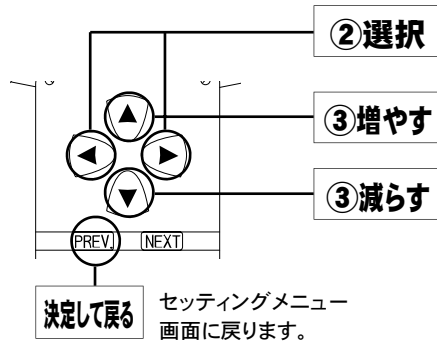 ②選択
③増やす
③減らす
PREV. NEXT
決定して戻る
セッティングメニュー
画面に戻ります。